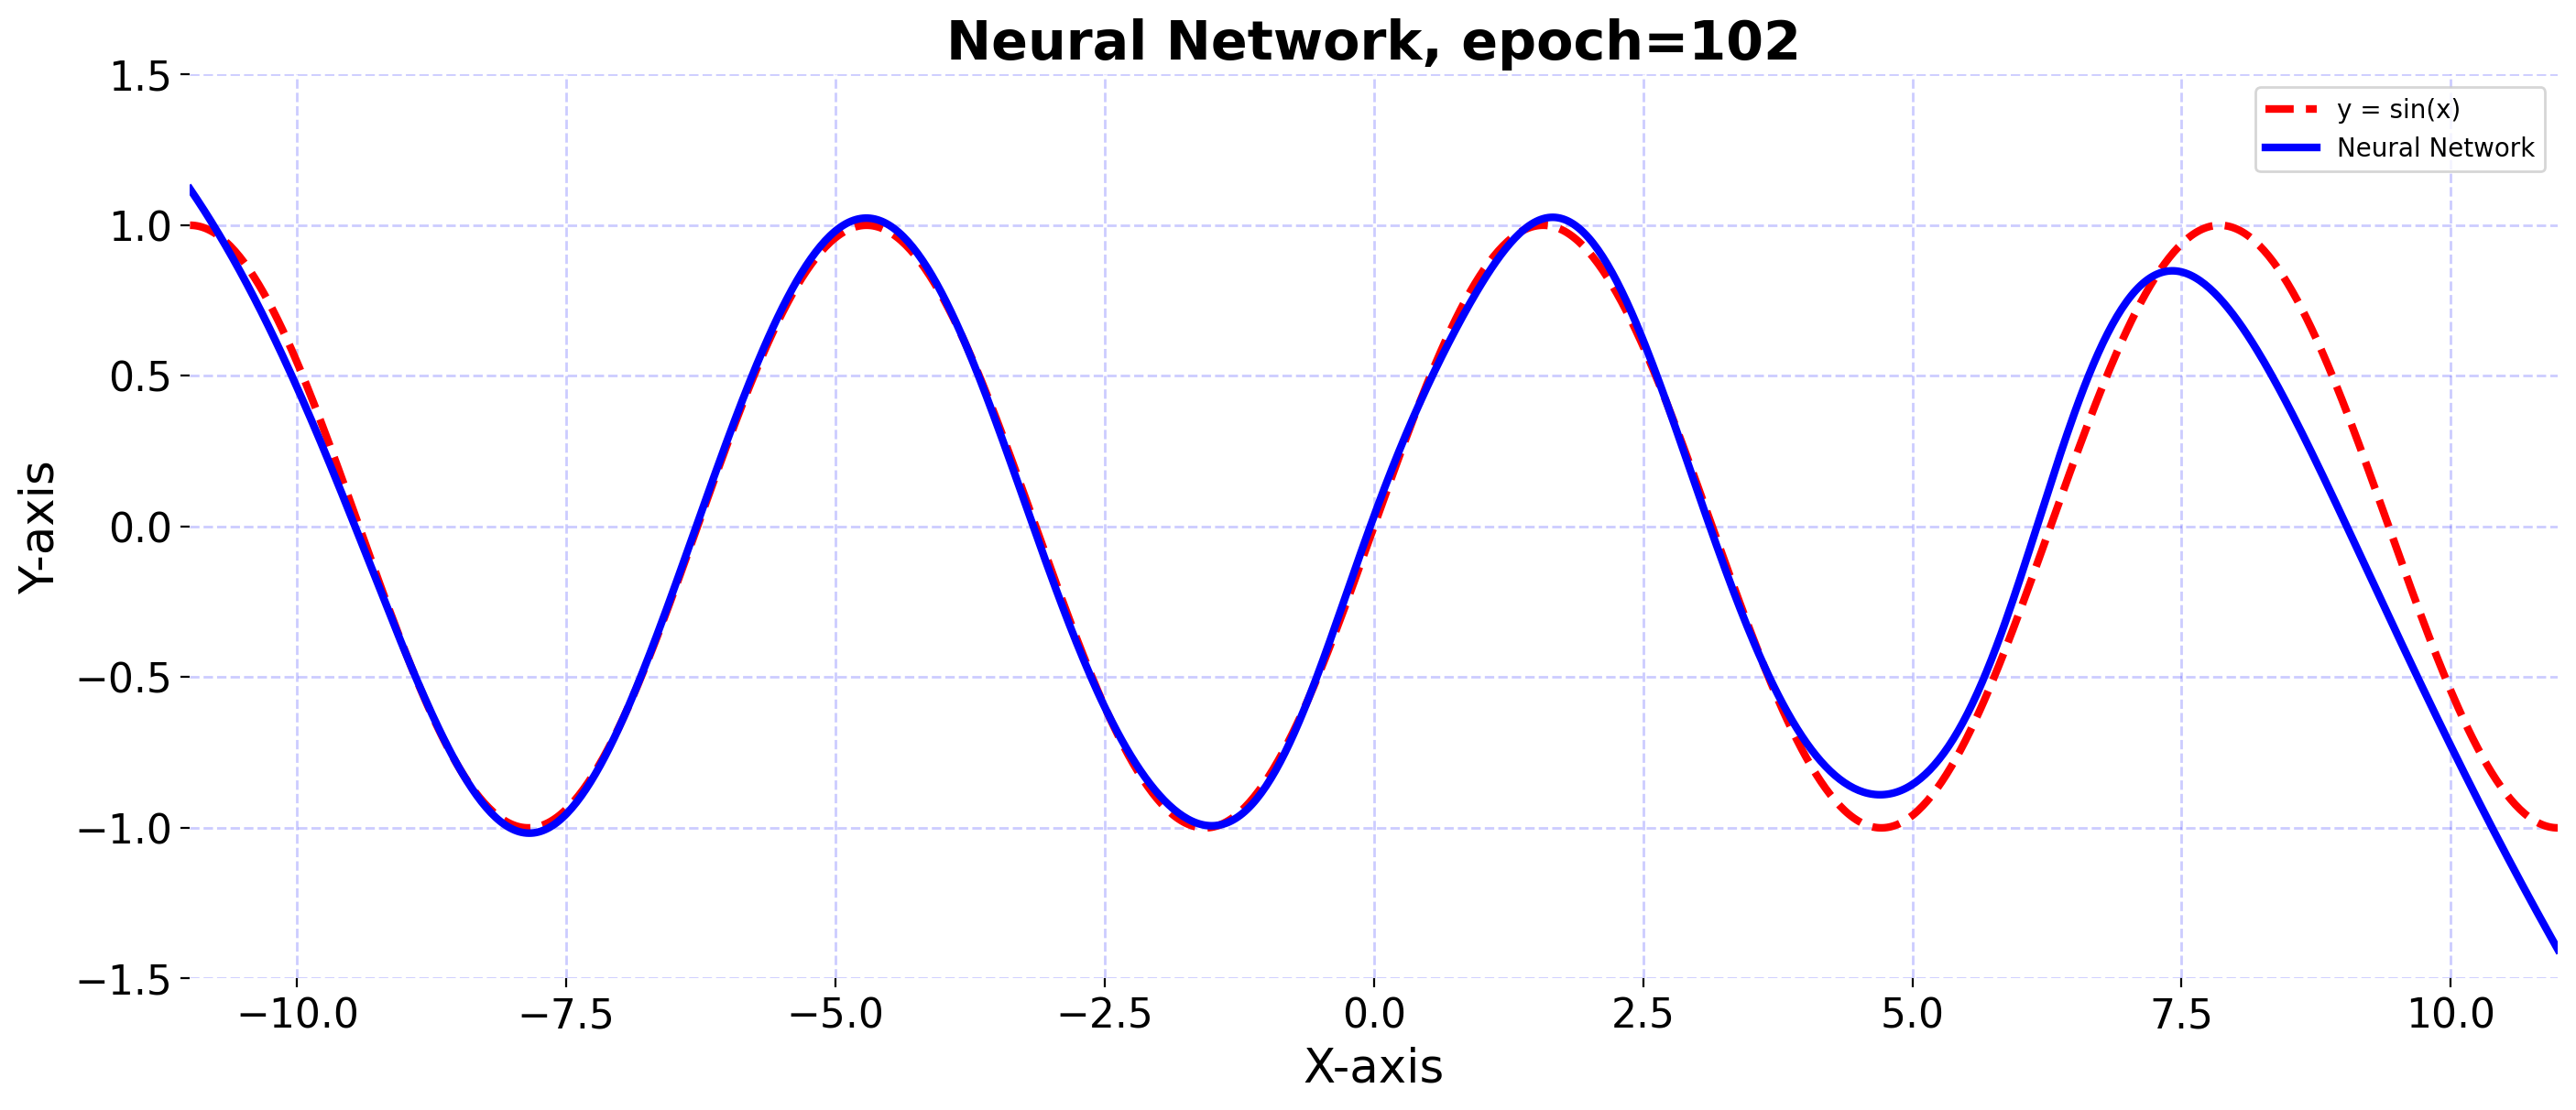 Neural Network, epoch=102
y = sin(x)
Neural Network
Y-axis
1.5
1.0
0.5
0.0
−0.5
−1.0
−1.5
−10.0 −7.5 −5.0 −2.5 0.0 2.5 5.0 7.5 10.0
X-axis